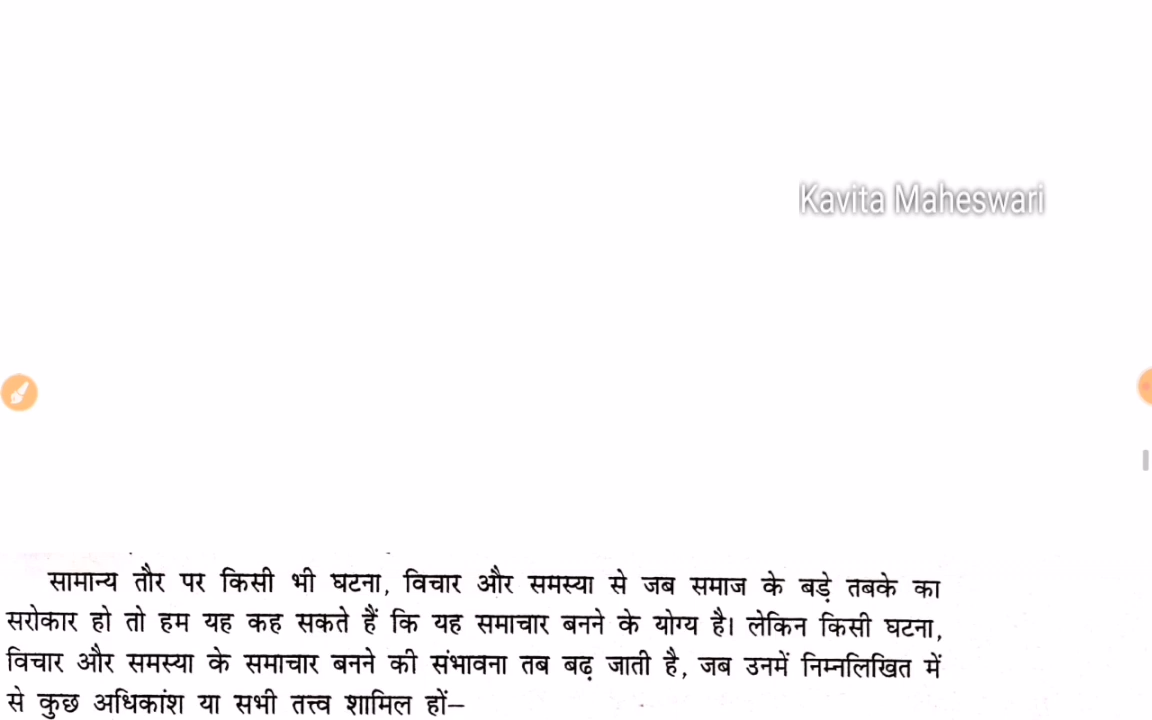 Kavita Maheswari
सामान्य तौर पर किसी भी घटना, विचार और समस्या से जब समाज के बड़े तबके का
सरोकार हो तो हम यह कह सकते हैं कि यह समाचार बनने के योग्य है। लेकिन किसी घटना,
विचार और समस्या के समाचार बनने की संभावना तब बढ़ जाती है, जब उनमें निम्नलिखित में
से कुछ अधिकांश या सभी तत्त्व शामिल हों–